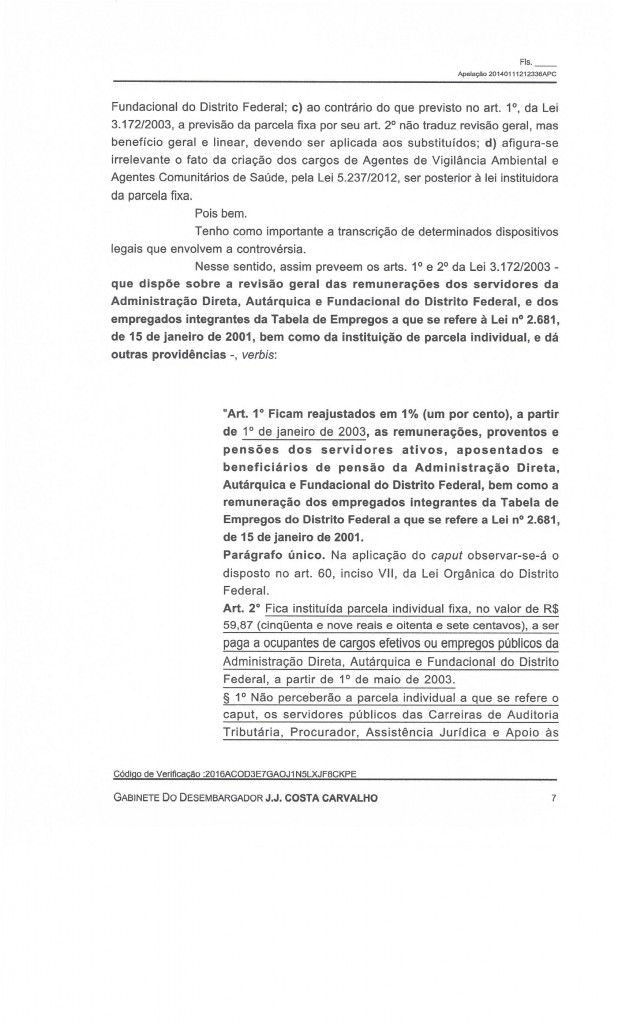 Fls. _____
Apelação 20140111212336APC
Fundacional do Distrito Federal; c) ao contrário do que previsto no art. 1º, da Lei
3.172/2003, a previsão da parcela fixa por seu art. 2º não traduz revisão geral, mas
benefício geral e linear, devendo ser aplicada aos substituídos; d) afigura-se
irrelevante o fato da criação dos cargos de Agentes de Vigilância Ambiental e
Agentes Comunitários de Saúde, pela Lei 5.237/2012, ser posterior à lei instituidora
da parcela fixa.
Pois bem.
Tenho como importante a transcrição de determinados dispositivos
legais que envolvem a controvérsia.
Nesse sentido, assim preveem os arts. 1º e 2º da Lei 3.172/2003 -
que dispõe sobre a revisão geral das remunerações dos servidores da
Administração Direta, Autárquica e Fundacional do Distrito Federal, e dos
empregados integrantes da Tabela de Empregos a que se refere à Lei nº 2.681,
de 15 de janeiro de 2001, bem como da instituição de parcela individual, e dá
outras providências -, verbis:
"Art. 1º Ficam reajustados em 1% (um por cento), a partir
de 1º de janeiro de 2003, as remunerações, proventos e
pensões dos servidores ativos, aposentados e
beneficiários de pensão da Administração Direta,
Autárquica e Fundacional do Distrito Federal, bem como a
remuneração dos empregados integrantes da Tabela de
Empregos do Distrito Federal a que se refere a Lei nº 2.681,
de 15 de janeiro de 2001.
Parágrafo único. Na aplicação do caput observar-se-á o
disposto no art. 60, inciso VII, da Lei Orgânica do Distrito
Federal.
Art. 2º Fica instituída parcela individual fixa, no valor de R$
59,87 (cinqüenta e nove reais e oitenta e sete centavos), a ser
paga a ocupantes de cargos efetivos ou empregos públicos da
Administração Direta, Autárquica e Fundacional do Distrito
Federal, a partir de 1º de maio de 2003.
§ 1º Não perceberão a parcela individual a que se refere o
caput, os servidores públicos das Carreiras de Auditoria
Tributária, Procurador, Assistência Jurídica e Apoio às
Código de Verificação :2016ACOD3E7GAOJ1N5LXJF8CKPE
GABINETE DO DESEMBARGADOR J.J. COSTA CARVALHO 7